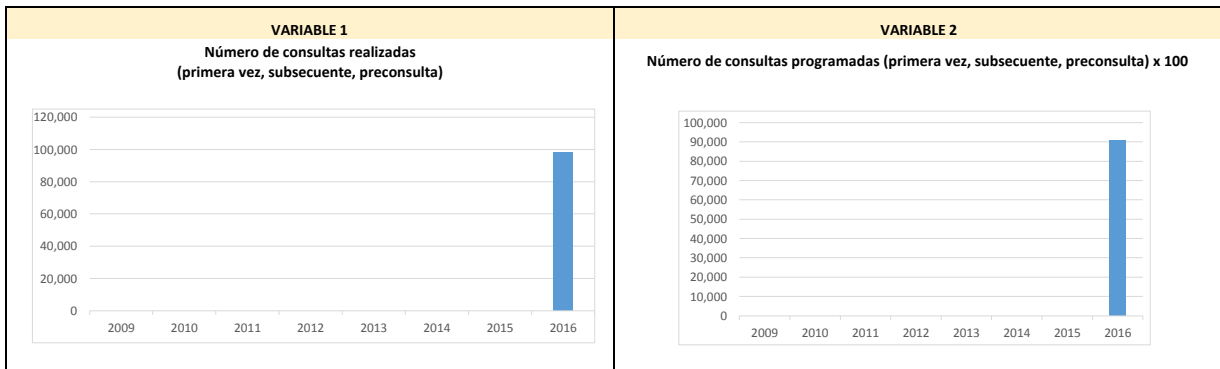 VARIABLE 1
Número de consultas realizadas
(primera vez, subsecuente, preconsulta)
120,000
100,000
80,000
60,000
40,000
20,000
0
2009 2010 2011 2012 2013 2014 2015 2016
VARIABLE 2
Número de consultas programadas (primera vez, subsecuente, preconsulta) x 100
100,000
90,000
80,000
70,000
60,000
50,000
40,000
30,000
20,000
10,000
0
2009 2010 2011 2012 2013 2014 2015 2016